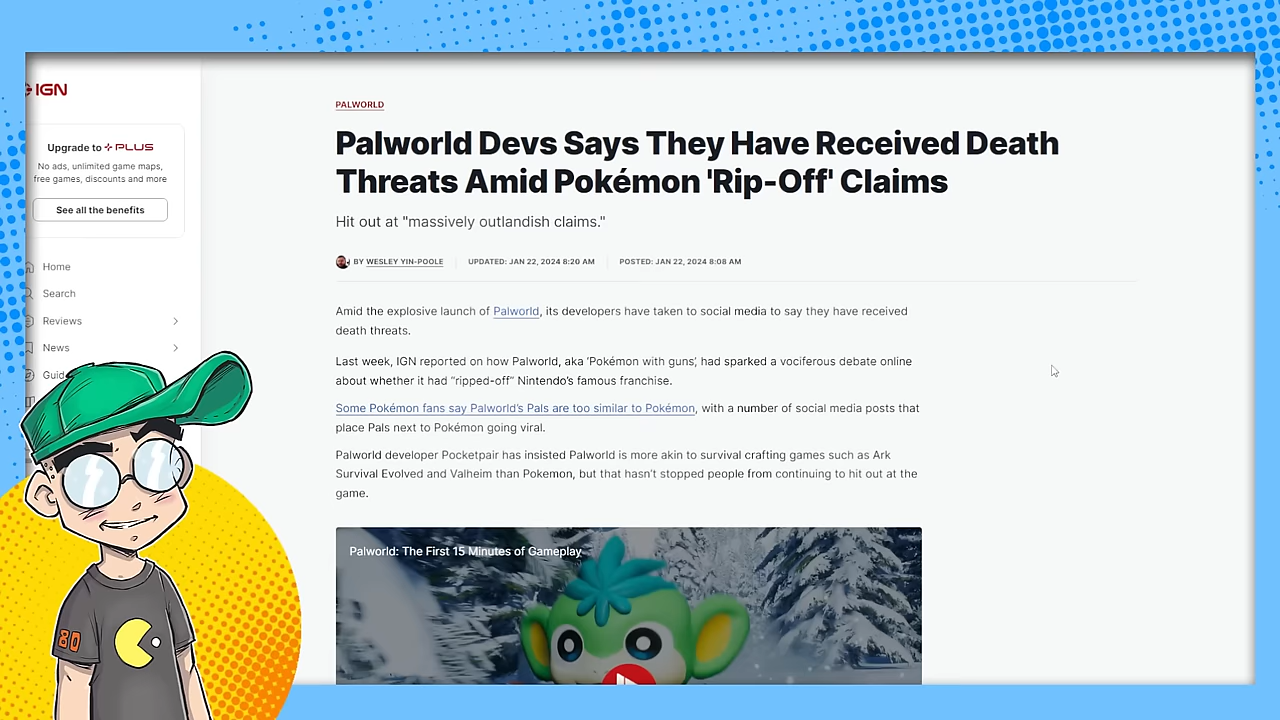 IGN
Upgrade to PLUS
No ads, unlimited game maps,
free games, discounts and more
See all the benefits
Home
Search
Reviews
News
Guid
PALWORLD
Palworld Devs Says They Have Received Death
Threats Amid Pokémon 'Rip-Off' Claims
Hit out at "massively outlandish claims."
BY WESLEY YIN-POOLE UPDATED: JAN 22, 2024 8:20 AM POSTED: JAN 22, 2024 8:08 AM
Amid the explosive launch of Palworld, its developers have taken to social media to say they have received
death threats.
Last week, IGN reported on how Palworld, aka ‘Pokémon with guns’, had sparked a vociferous debate online
about whether it had “ripped-off” Nintendo’s famous franchise.
Some Pokémon fans say Palworld’s Pals are too similar to Pokémon, with a number of social media posts that
place Pals next to Pokémon going viral.
Palworld developer Pocketpair has insisted Palworld is more akin to survival crafting games such as Ark
Survival Evolved and Valheim than Pokemon, but that hasn’t stopped people from continuing to hit out at the
game.
Palworld: The First 15 Minutes of Gameplay
80